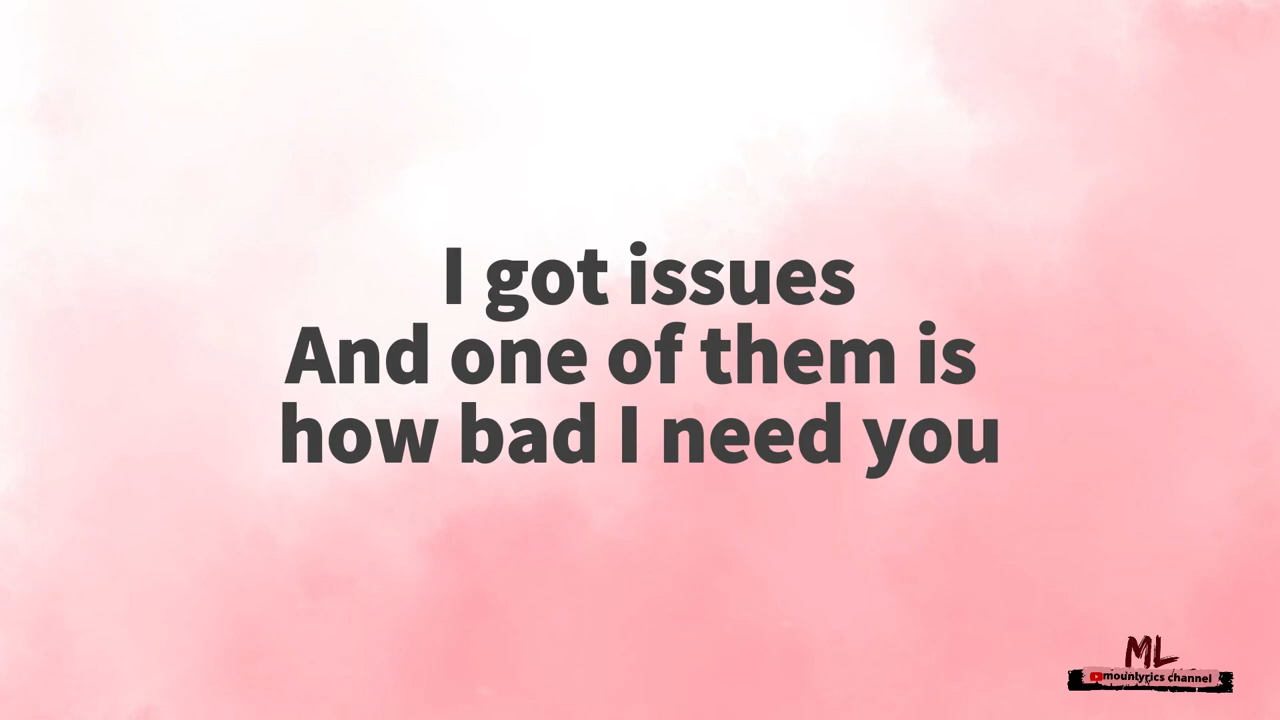 I got issues
And one of them is
how bad I need you
ML
mounlyrics channel